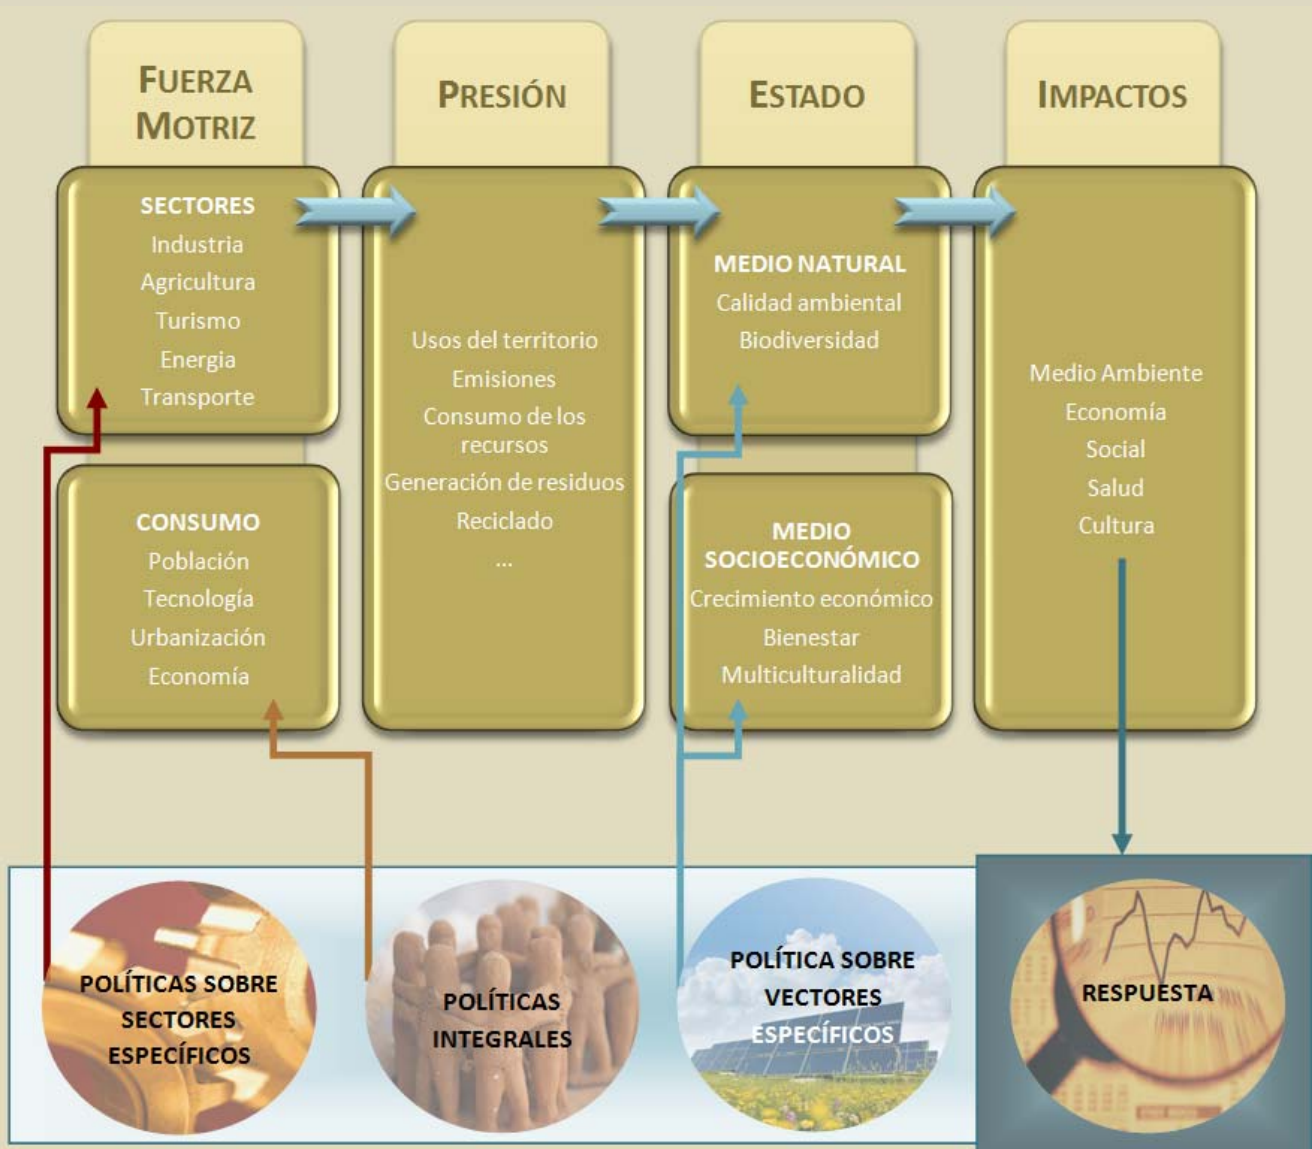 FUERZA
MOTRIZ
SECTORES
Industria
Agricultura
Turismo
Energia
Transporte
CONSUMO
Población
Tecnología
Urbanización
Economía
PRESIÓN
Usos del territorio
Emisiones
Consumo de los
recursos
Generación de residuos
Reciclado
...
ESTADO
MEDIO NATURAL
Calidad ambiental
Biodiversidad
MEDIO
SOCIOECONÓMICO
Crecimiento económico
Bienestar
Multiculturalidad
IMPACTOS
Medio Ambiente
Economía
Social
Salud
Cultura
POLÍTICAS SOBRE
SECTORES
ESPECÍFICOS
POLÍTICAS
INTEGRALES
POLÍTICA SOBRE
VECTORES
ESPECÍFICOS
RESPUESTA